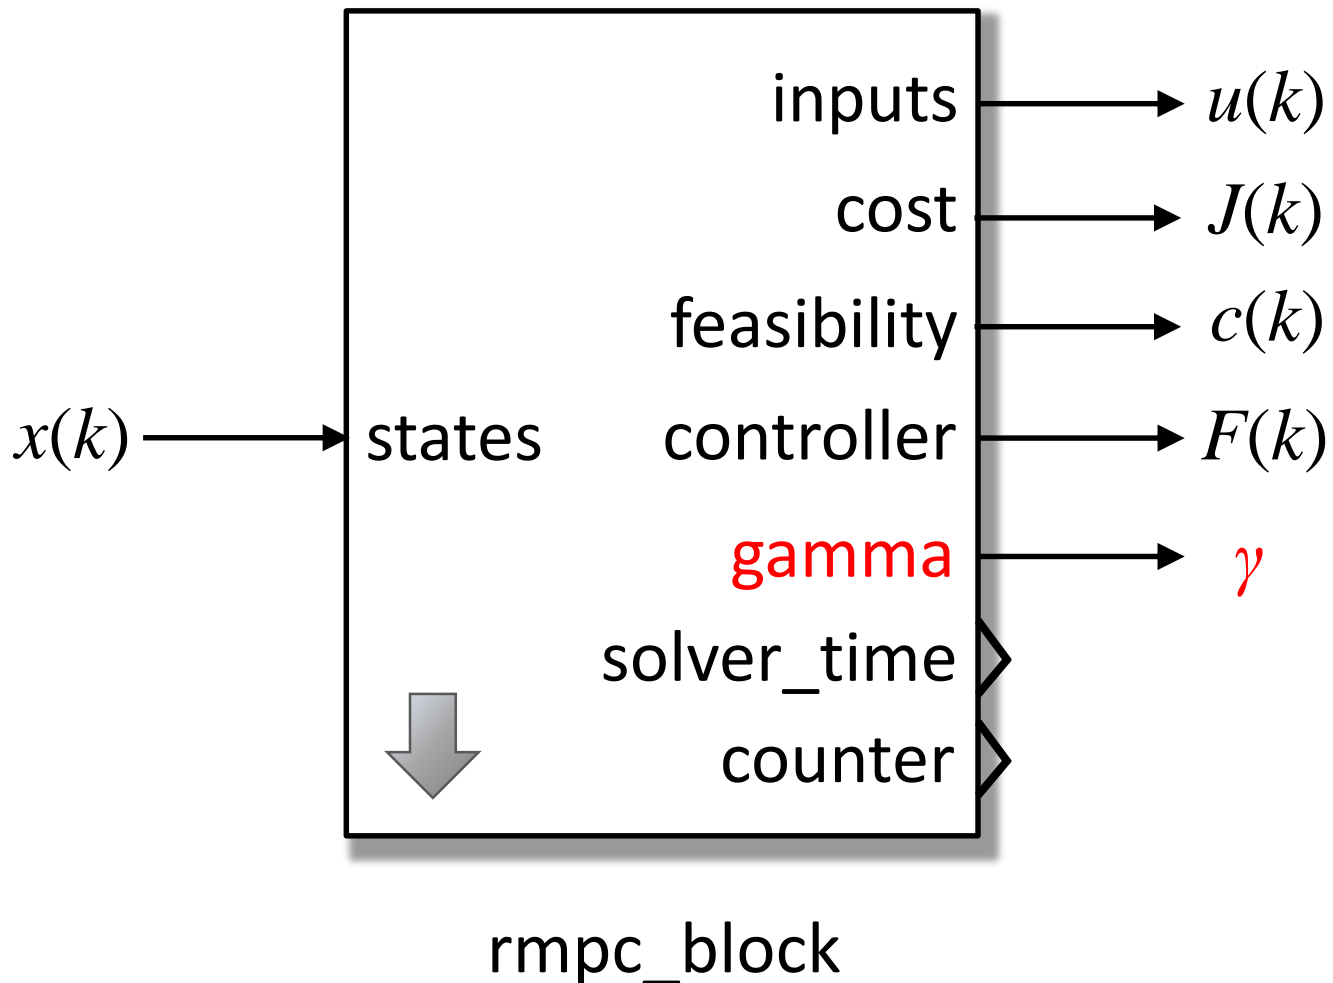 inputs u(k)
cost J(k)
feasibility c(k)
x(k) states controller F(k)
gamma γ
solver_time
counter
rmpc_block